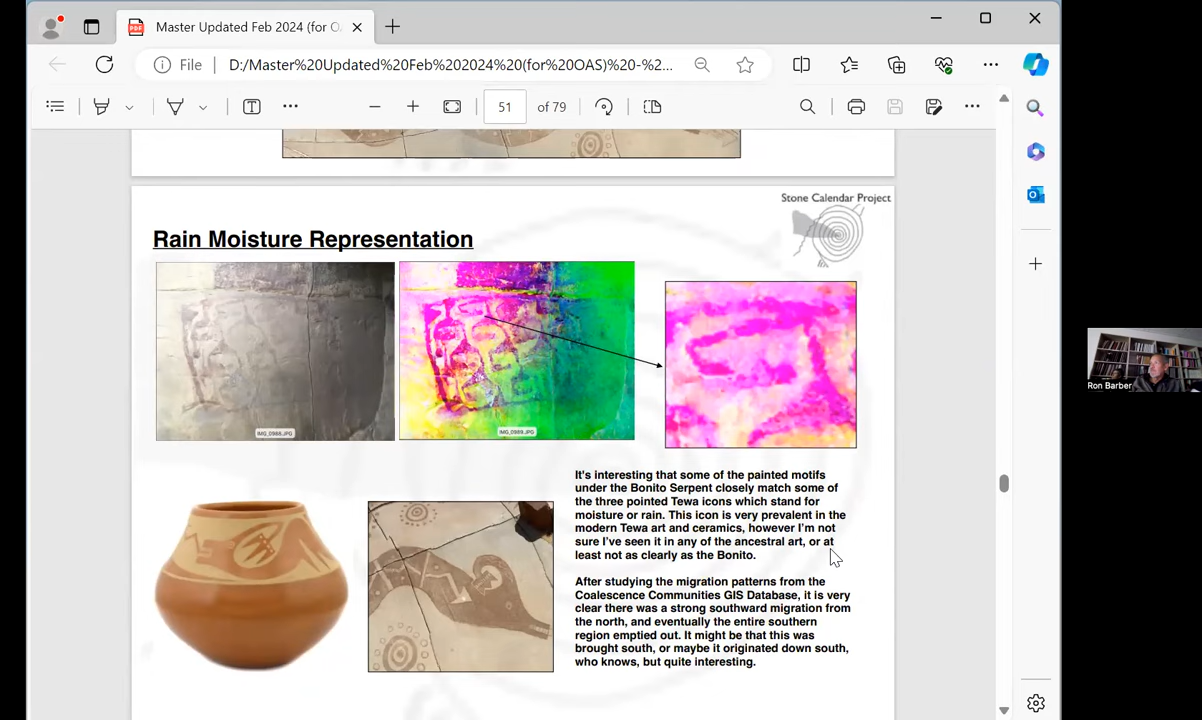 Master Updated Feb 2024 (for O
File
D:/Master%20Updated%20Feb%202024%20(for%20OAS)%20-%2...
51
of 79
Stone Calendar Project
Rain Moisture Representation
IMG_0988.JPG
IMG_0988.JPG
It's interesting that some of the painted motifs
under the Bonito Serpent closely match some of
the three pointed Tewa icons which stand for
moisture or rain. This icon is very prevalent in the
modern Tewa art and ceramics, however I'm not
sure I've seen it in any of the ancestral art, or at
least not as clearly as the Bonito.
After studying the migration patterns from the
Coalescence Communities GIS Database, it is very
clear there was a strong southward migration from
the north, and eventually the entire southern
region emptied out. It might be that this was
brought south, or maybe it originated down south,
who knows, but quite interesting.
Ron Barber